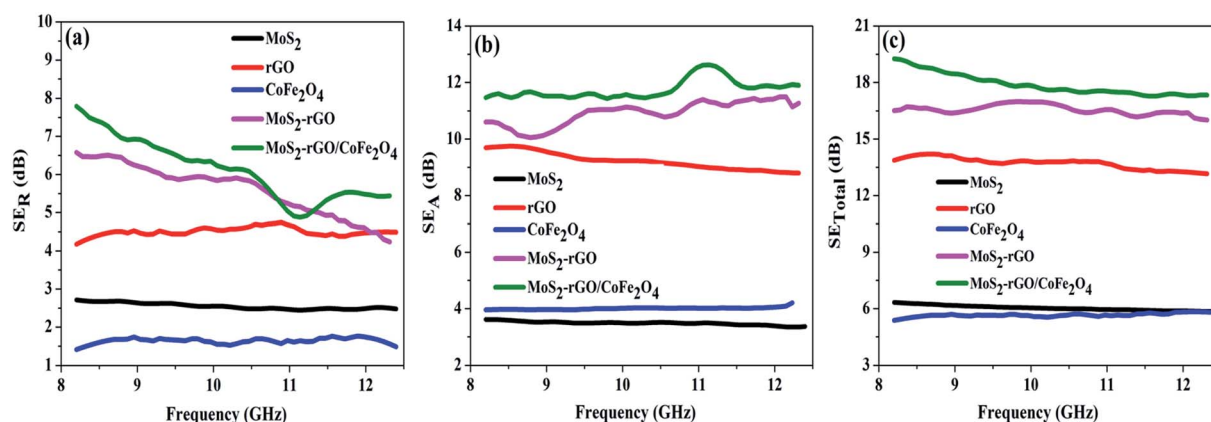 (a)
MoS2
rGO
CoFe2O4
MoS2-rGO
MoS2-rGO/CoFe2O4
SER (dB)
10
9
8
7
6
5
4
3
2
1
8 9 10 11 12
Frequency (GHz)
(b)
MoS2
rGO
CoFe2O4
MoS2-rGO
MoS2-rGO/CoFe2O4
SEA (dB)
14
12
10
8
6
4
2
8 9 10 11 12
Frequency (GHz)
(c)
MoS2
rGO
CoFe2O4
MoS2-rGO
MoS2-rGO/CoFe2O4
SETotal (dB)
21
18
15
12
9
6
3
8 9 10 11 12
Frequency (GHz)